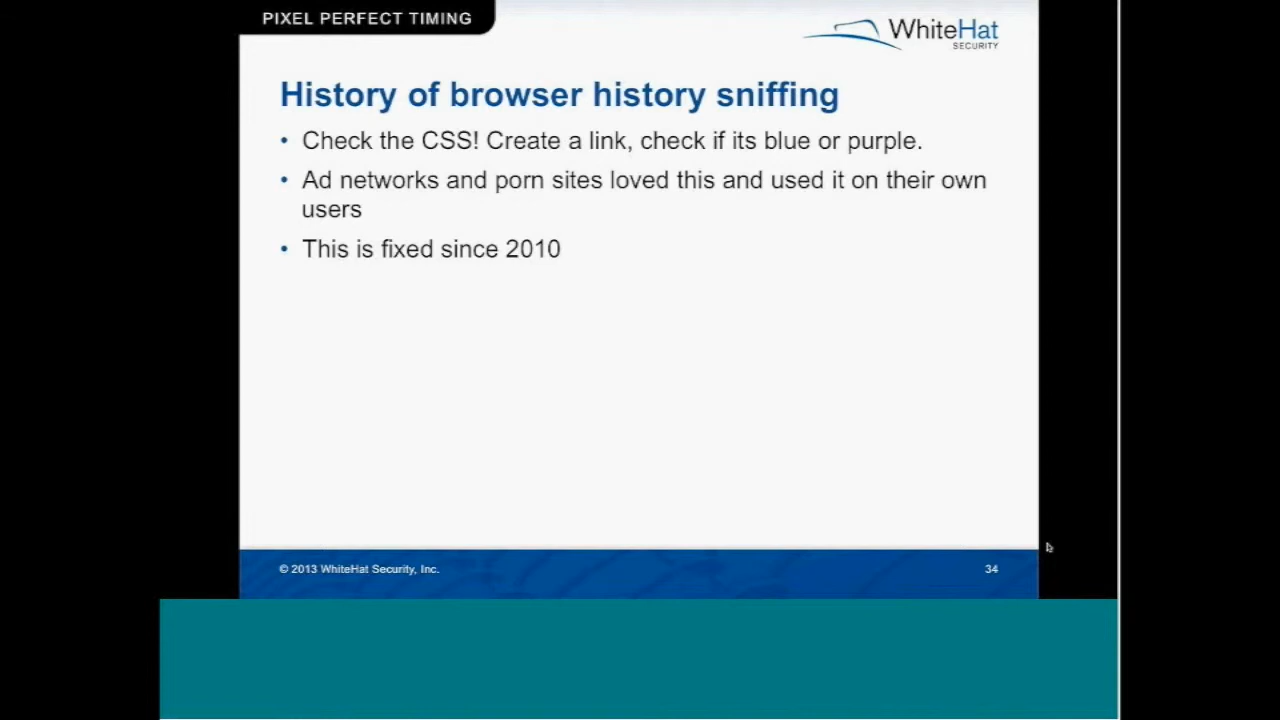 PIXEL PERFECT TIMING
WhiteHat
SECURITY
History of browser history sniffing
• Check the CSS! Create a link, check if its blue or purple.
• Ad networks and porn sites loved this and used it on their own
users
• This is fixed since 2010
© 2013 WhiteHat Security, Inc.
34